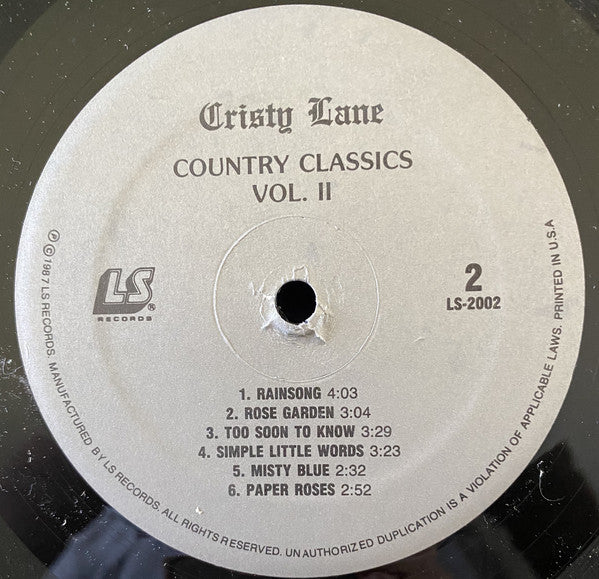 Cristy Lane
COUNTRY CLASSICS
VOL. II
LS®
RECORDS
2
LS-2002
1. RAINSONG 4:03
2. ROSE GARDEN 3:04
3. TOO SOON TO KNOW 3:29
4. SIMPLE LITTLE WORDS 3:23
5. MISTY BLUE 2:32
6. PAPER ROSES 2:52
℗ © 1987 LS RECORDS. MANUFACTURED BY LS RECORDS. ALL RIGHTS RESERVED. UNAUTHORIZED DUPLICATION IS A VIOLATION OF APPLICABLE LAWS. PRINTED IN U.S.A